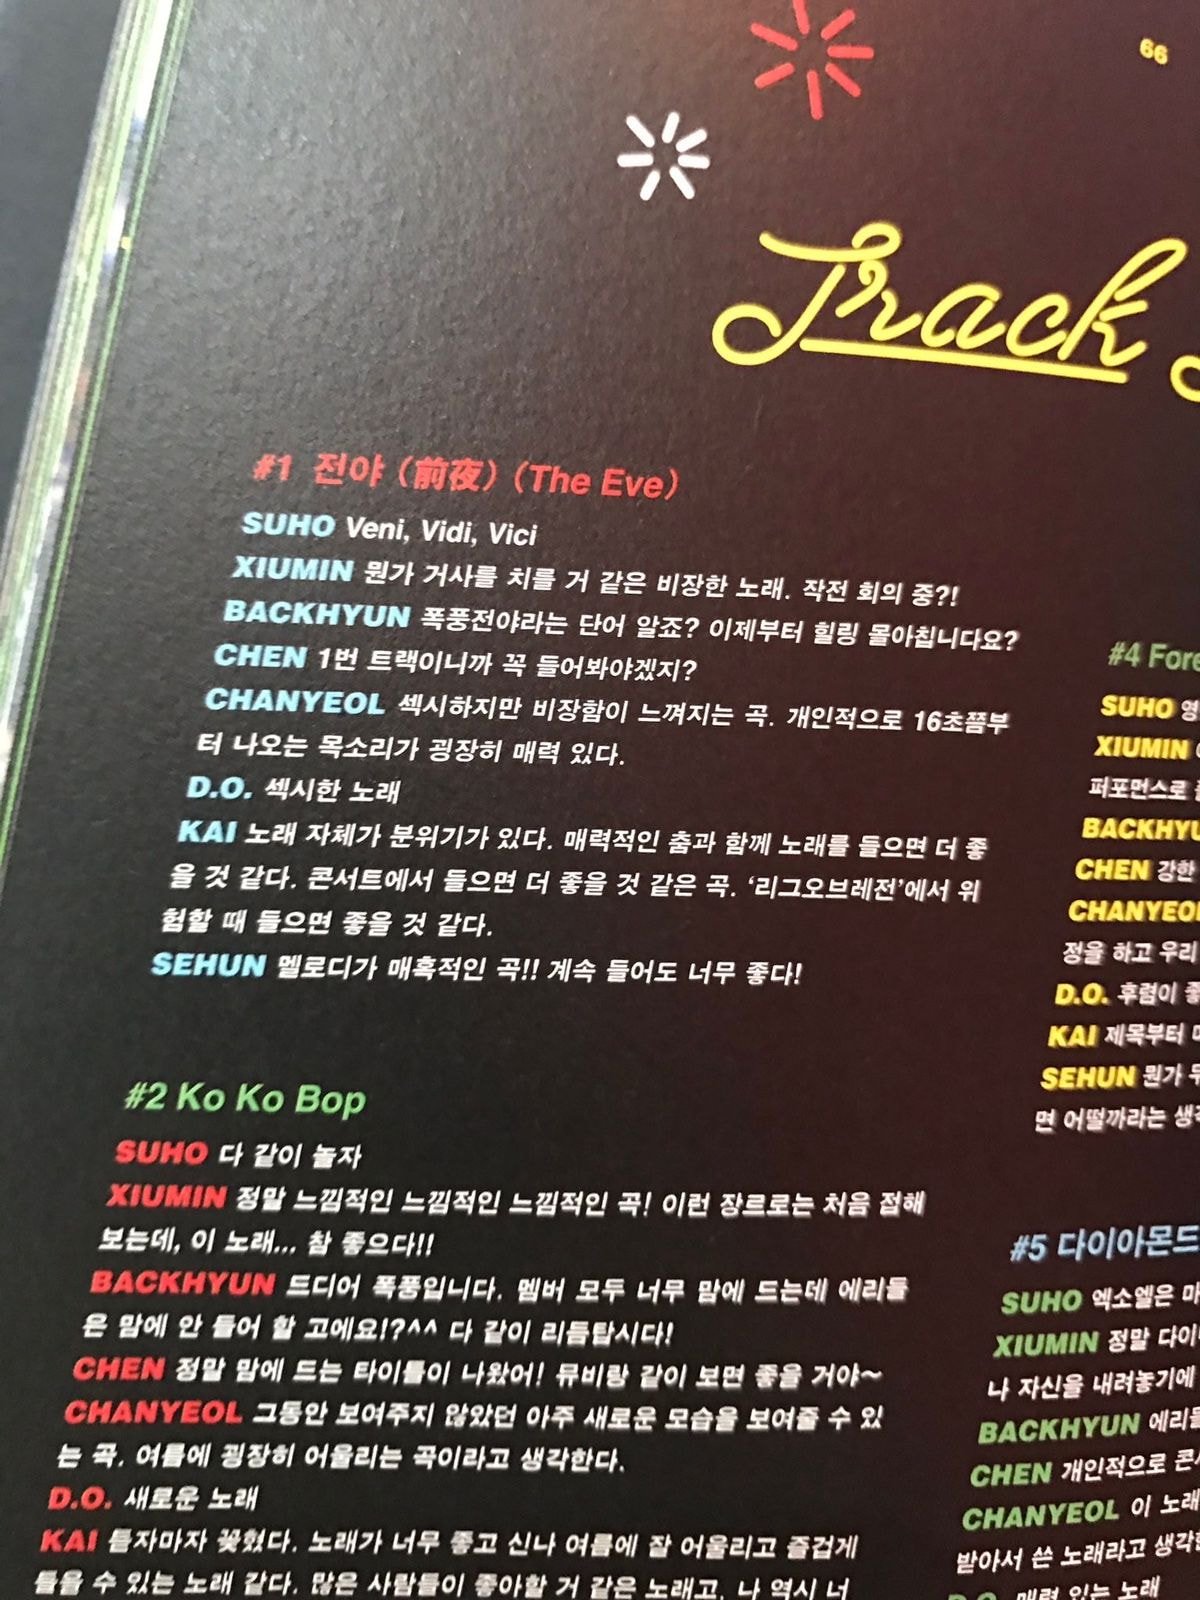 66
Track
#1 전야 (前夜) (The Eve)
SUHO Veni, Vidi, Vici
XIUMIN 뭔가 거사를 치를 거 같은 비장한 노래. 작전 회의 중?!
BACKHYUN 폭풍전야라는 단어 알죠? 이제부터 힐링 몰아칩니다요?
CHEN 1번 트랙이니까 꼭 들어봐야겠지?
CHANYEOL 섹시하지만 비장함이 느껴지는 곡. 개인적으로 16초쯤부
터 나오는 목소리가 굉장히 매력 있다.
D.O. 섹시한 노래
KAI 노래 자체가 분위기가 있다. 매력적인 춤과 함께 노래를 들으면 더 좋
을 것 같다. 콘서트에서 들으면 더 좋을 것 같은 곡. ‘리그오브레전’에서 위
험할 때 들으면 좋을 것 같다.
SEHUN 멜로디가 매혹적인 곡!! 계속 들어도 너무 좋다!
#2 Ko Ko Bop
SUHO 다 같이 놀자
XIUMIN 정말 느낌적인 느낌적인 느낌적인 곡! 이런 장르로는 처음 접해
보는데, 이 노래... 참 좋으다!!
BACKHYUN 드디어 폭풍입니다. 멤버 모두 너무 맘에 드는데 에리들
은 맘에 안 들어 할 고에요!?^^ 다 같이 리듬탑시다!
CHEN 정말 맘에 드는 타이틀이 나왔어! 뮤비랑 같이 보면 좋을 거야~
CHANYEOL 그동안 보여주지 않았던 아주 새로운 모습을 보여줄 수 있
는 곡. 여름에 굉장히 어울리는 곡이라고 생각한다.
D.O. 새로운 노래
KAI 듣자마자 꽂혔다. 노래가 너무 좋고 신나 여름에 잘 어울리고 즐겁게
들을 수 있는 노래 같다. 많은 사람들이 좋아할 거 같은 노래고, 나 역시 너
#4 Fore
SUHO 영
XIUMIN
퍼포먼스로
BACKHYU
CHEN 강한
CHANYEOL
정을 하고 우리
D.O. 후렴이 좋
KAI 제목부터
SEHUN 뭔가
면 어떨까라는 생각
#5 다이아몬드
SUHO 엑소엘은
XIUMIN 정말 다이
나 자신을 내려놓기에
BACKHYUN 에리들
CHEN 개인적으로
CHANYEOL 이 노래
받아서 쓴 노래라고 생각
D.O. 매력 있는 노래